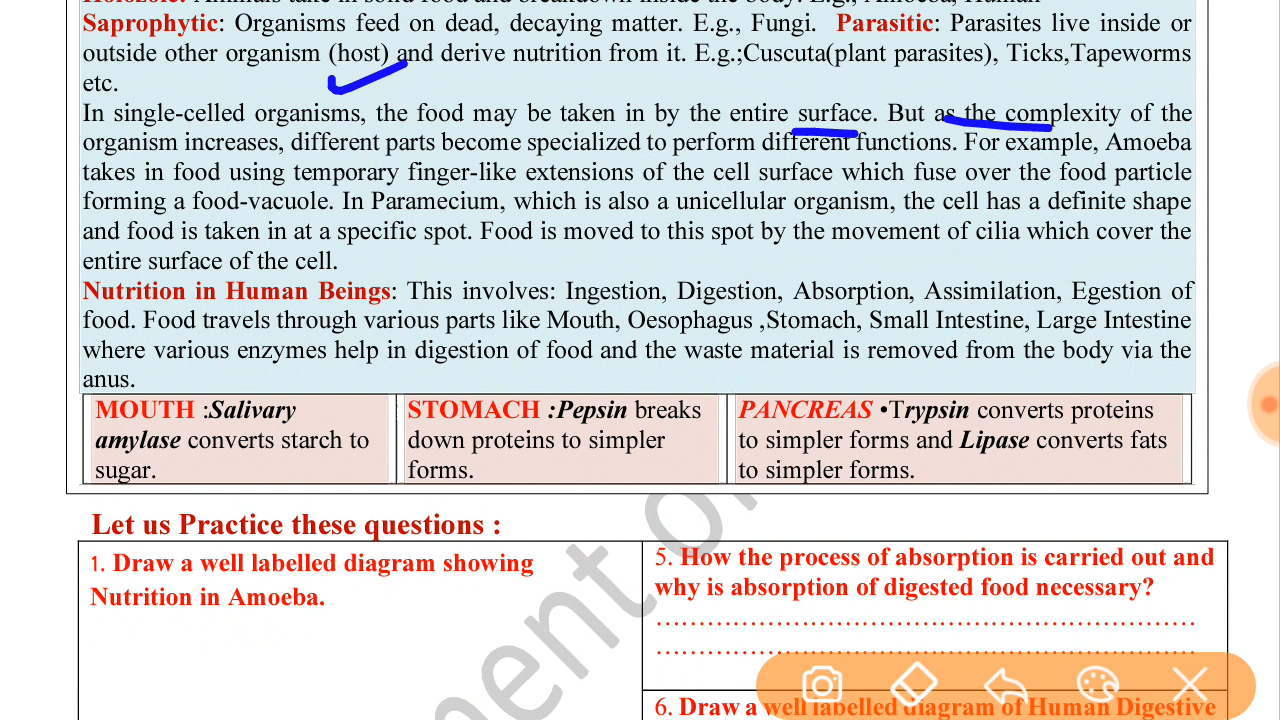 Saprophytic: Organisms feed on dead, decaying matter. E.g., Fungi. Parasitic: Parasites live inside or
outside other organism (host) and derive nutrition from it. E.g.;Cuscuta(plant parasites), Ticks,Tapeworms
etc.
In single-celled organisms, the food may be taken in by the entire surface. But as the complexity of the
organism increases, different parts become specialized to perform different functions. For example, Amoeba
takes in food using temporary finger-like extensions of the cell surface which fuse over the food particle
forming a food-vacuole. In Paramecium, which is also a unicellular organism, the cell has a definite shape
and food is taken in at a specific spot. Food is moved to this spot by the movement of cilia which cover the
entire surface of the cell.
Nutrition in Human Beings: This involves: Ingestion, Digestion, Absorption, Assimilation, Egestion of
food. Food travels through various parts like Mouth, Oesophagus ,Stomach, Small Intestine, Large Intestine
where various enzymes help in digestion of food and the waste material is removed from the body via the
anus.
MOUTH :Salivary
amylase converts starch to
sugar.
STOMACH :Pepsin breaks
down proteins to simpler
forms.
PANCREAS •Trypsin converts proteins
to simpler forms and Lipase converts fats
to simpler forms.
Let us Practice these questions :
1. Draw a well labelled diagram showing
Nutrition in Amoeba.
5. How the process of absorption is carried out and
why is absorption of digested food necessary?
6. Draw a well labelled diagram of Human Digestive